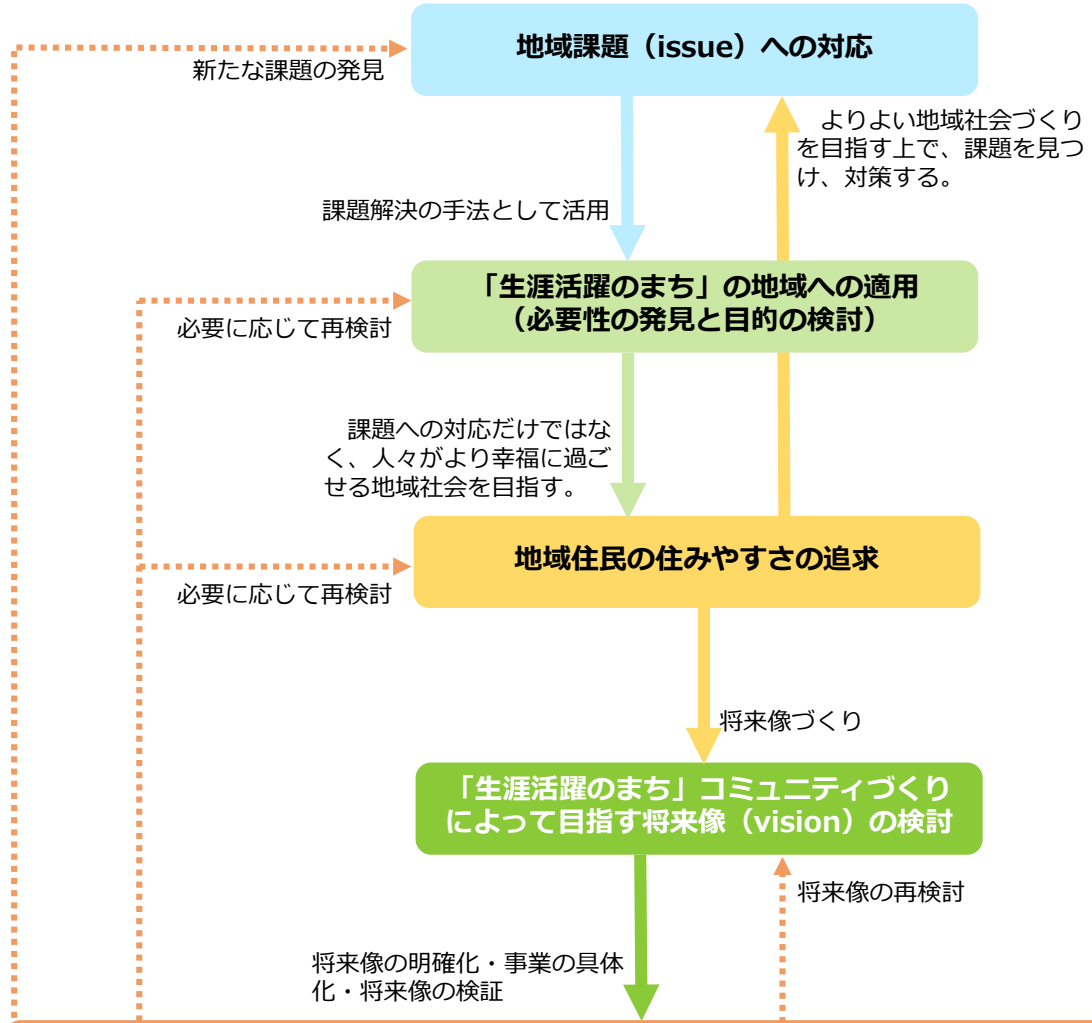 地域課題（issue）への対応
新たな課題の発見
よりよい地域社会づくり
を目指す上で、課題を見つ
け、対策する。
課題解決の手法として活用
「生涯活躍のまち」の地域への適用
（必要性の発見と目的の検討）
必要に応じて再検討
課題への対応だけではな
く、人々がより幸福に過ご
せる地域社会を目指す。
地域住民の住みやすさの追求
必要に応じて再検討
将来像づくり
「生涯活躍のまち」コミュニティづくり
によって目指す将来像（vision）の検討
将来像の再検討
将来像の明確化・事業の具体
化・将来像の検証